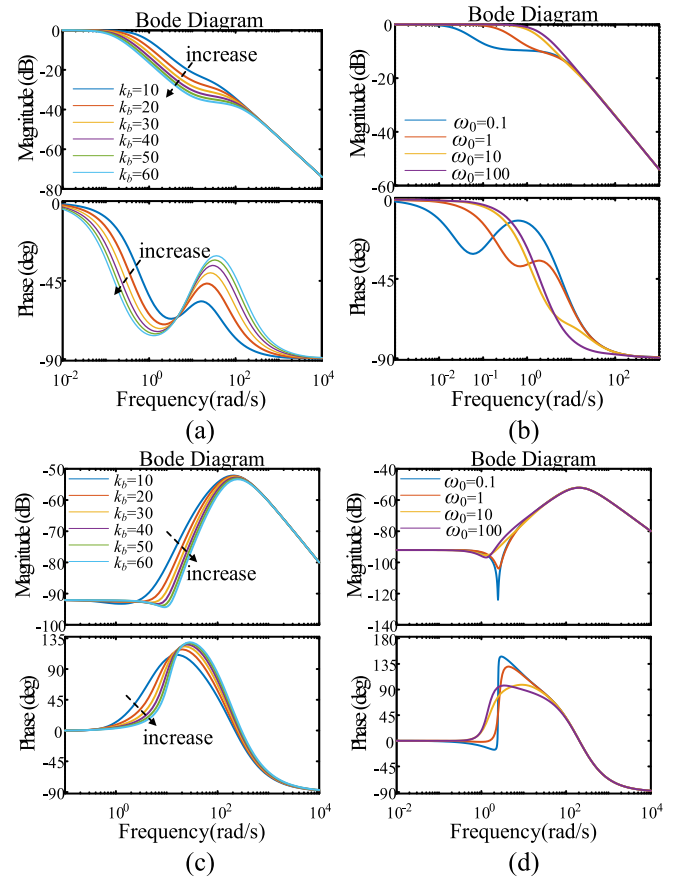 Bode Diagram
Magnitude (dB)
0
-20
-40
-60
-80
increase
k_b=10
k_b=20
k_b=30
k_b=40
k_b=50
k_b=60
Phase (deg)
0
-45
-90
increase
10^-2
10^0
10^2
10^4
Frequency(rad/s)
(a)
Bode Diagram
Magnitude (dB)
0
-20
-40
-60
ω_0=0.1
ω_0=1
ω_0=10
ω_0=100
Phase (deg)
0
-45
-90
10^-2
10^-1
10^0
10^2
Frequency(rad/s)
(b)
Bode Diagram
Magnitude (dB)
-50
-60
-70
-80
-90
-100
k_b=10
k_b=20
k_b=30
k_b=40
k_b=50
k_b=60
increase
Phase (deg)
135
90
45
0
-45
-90
increase
10^0
10^2
10^4
Frequency(rad/s)
(c)
Bode Diagram
Magnitude (dB)
-40
-60
-80
-100
-120
-140
ω_0=0.1
ω_0=1
ω_0=10
ω_0=100
Phase (deg)
180
135
90
45
0
-45
-90
10^-2
10^0
10^2
10^4
Frequency(rad/s)
(d)